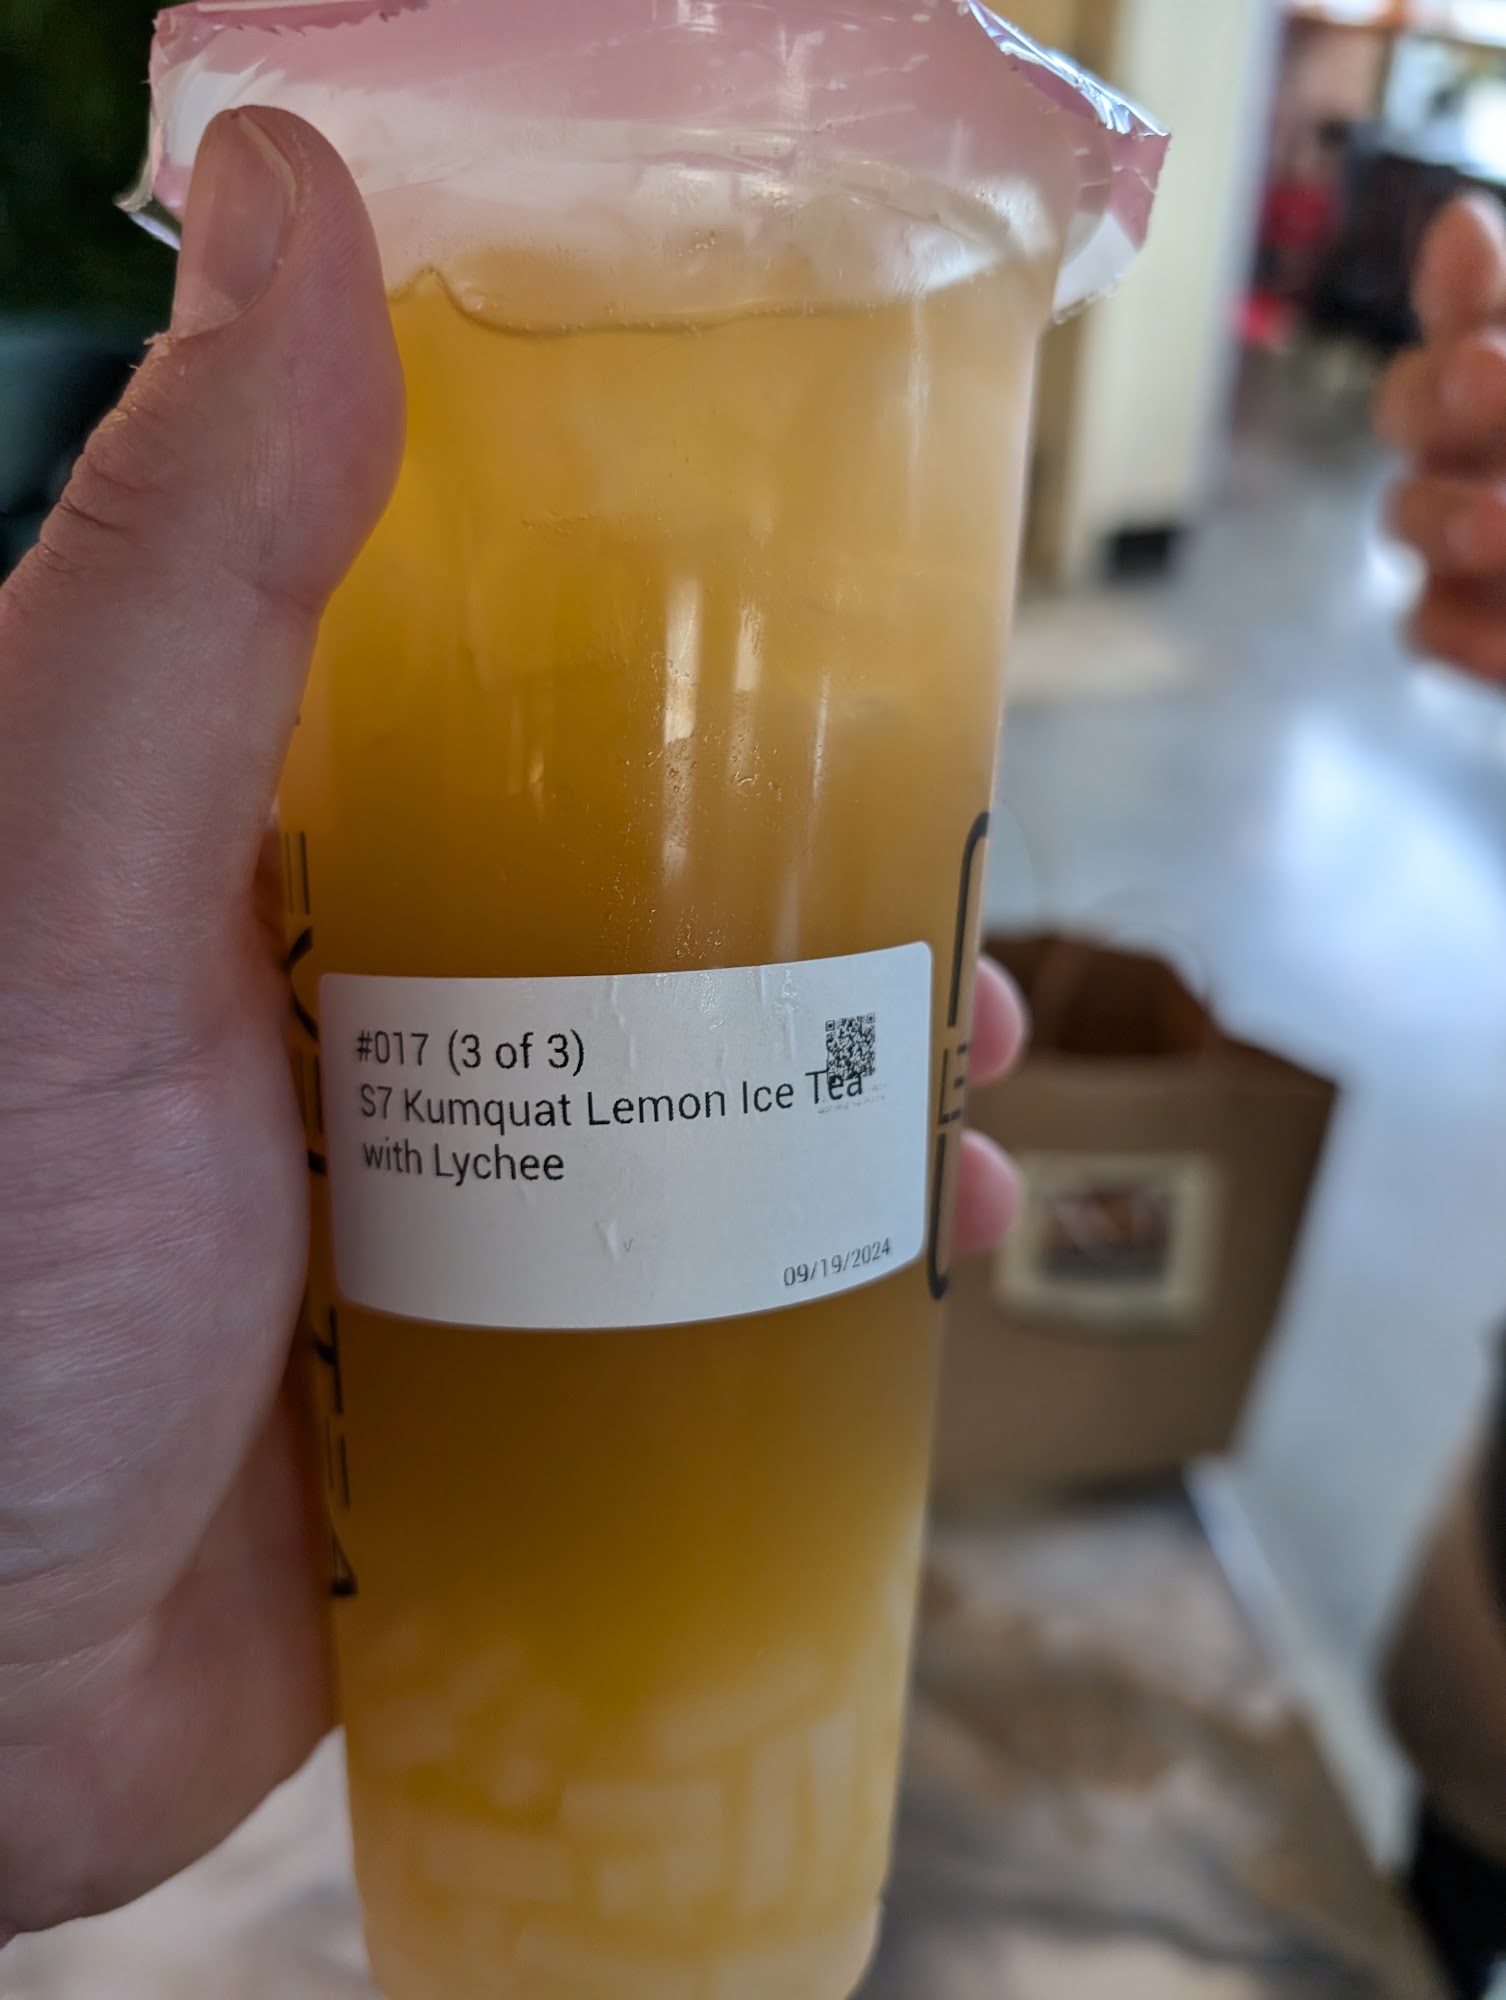 #017 (3 of 3)
S7 Kumquat Lemon Ice Tea
with Lychee
09/19/2024